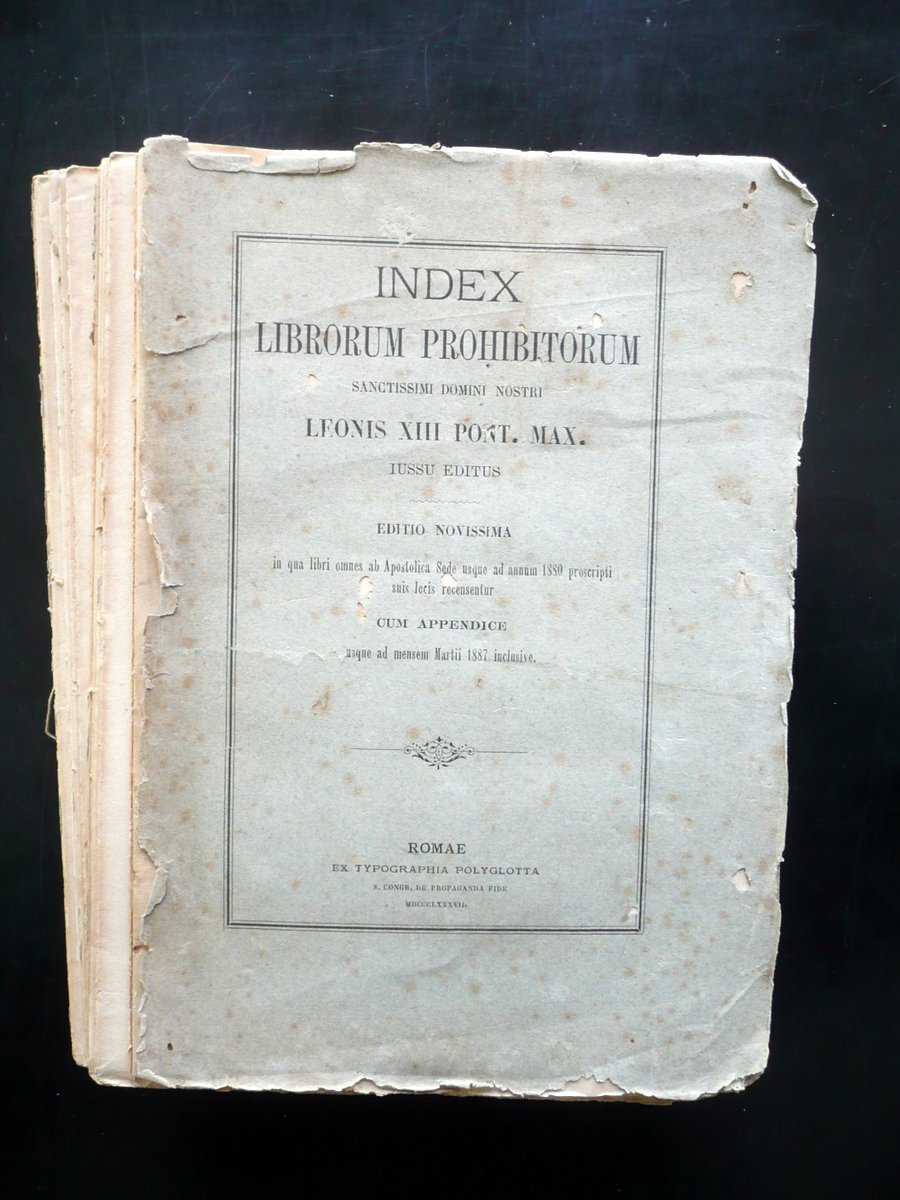 INDEX
LIBRORUM PROHIBITORUM
SANCTISSIMI DOMINI NOSTRI
LEONIS XIII PONT. MAX.
IUSSU EDITUS
EDITIO NOVISSIMA
in qua libri omnes ab Apostolica Sede usque ad annum 1880 proscripti
suis locis recensentur
CUM APPENDICE
usque ad mensem Martii 1887 inclusive.
ROMAE
EX TYPOGRAPHIA POLYGLOTTA
S. CONGR. DE PROPAGANDA FIDE
MDCCCLXXXVII.